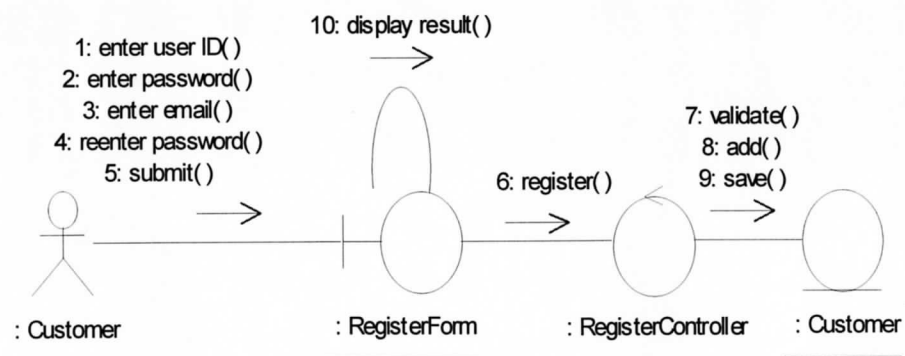 10: display result( )
1: enter user ID( )
2: enter password( )
3: enter email( )
4: reenter password( )
5: submit( )
6: register( )
7: validate( )
8: add( )
9: save( )
: Customer
: RegisterForm
: RegisterController
: Customer